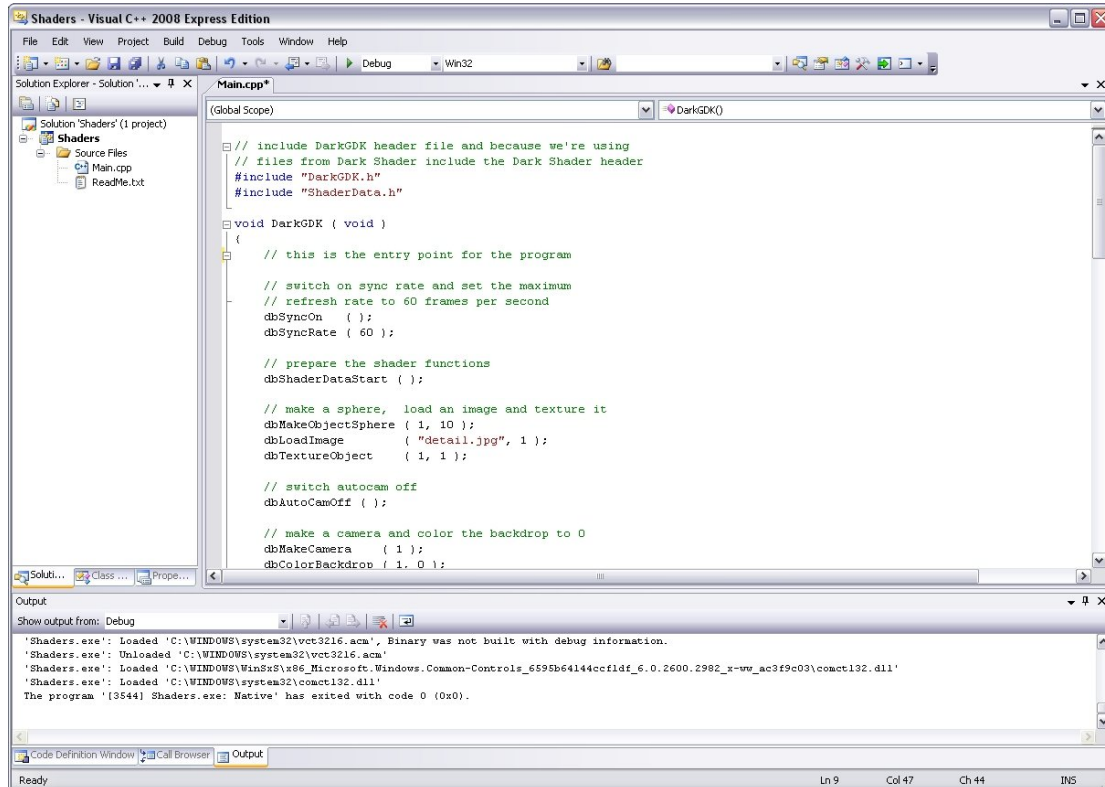 Shaders - Visual C++ 2008 Express Edition
File Edit View Project Build Debug Tools Window Help
Debug Win32
Solution Explorer - Solution '...
Main.cpp*
(Global Scope) DarkGDK()
Solution 'Shaders' (1 project)
Shaders
Source Files
Main.cpp
ReadMe.txt
// include DarkGDK header file and because we're using
// files from Dark Shader include the Dark Shader header
#include "DarkGDK.h"
#include "ShaderData.h"
void DarkGDK ( void )
{
// this is the entry point for the program
// switch on sync rate and set the maximum
// refresh rate to 60 frames per second
dbSyncOn ( );
dbSyncRate ( 60 );
// prepare the shader functions
dbShaderDataStart ( );
// make a sphere, load an image and texture it
dbMakeObjectSphere ( 1, 10 );
dbLoadImage ( "detail.jpg", 1 );
dbTextureObject ( 1, 1 );
// switch autocam off
dbAutoCamOff ( );
// make a camera and color the backdrop to 0
dbMakeCamera ( 1 );
dbColorBackdrop ( 1, 0 );
Soluti... Class ... Prope...
Output
Show output from: Debug
'Shaders.exe': Loaded 'C:\WINDOWS\system32\vct3216.acm', Binary was not built with debug information.
'Shaders.exe': Unloaded 'C:\WINDOWS\system32\vct3216.acm'
'Shaders.exe': Loaded 'C:\WINDOWS\WinSxS\x86_Microsoft.Windows.Common-Controls_6595b64144ccf1df_6.0.2600.2982_x-ww_ac3f9c03\comctl32.dll'
'Shaders.exe': Loaded 'C:\WINDOWS\system32\comctl32.dll'
The program '[3544] Shaders.exe: Native' has exited with code 0 (0x0).
Code Definition Window Call Browser Output
Ready Ln 9 Col 47 Ch 44 INS